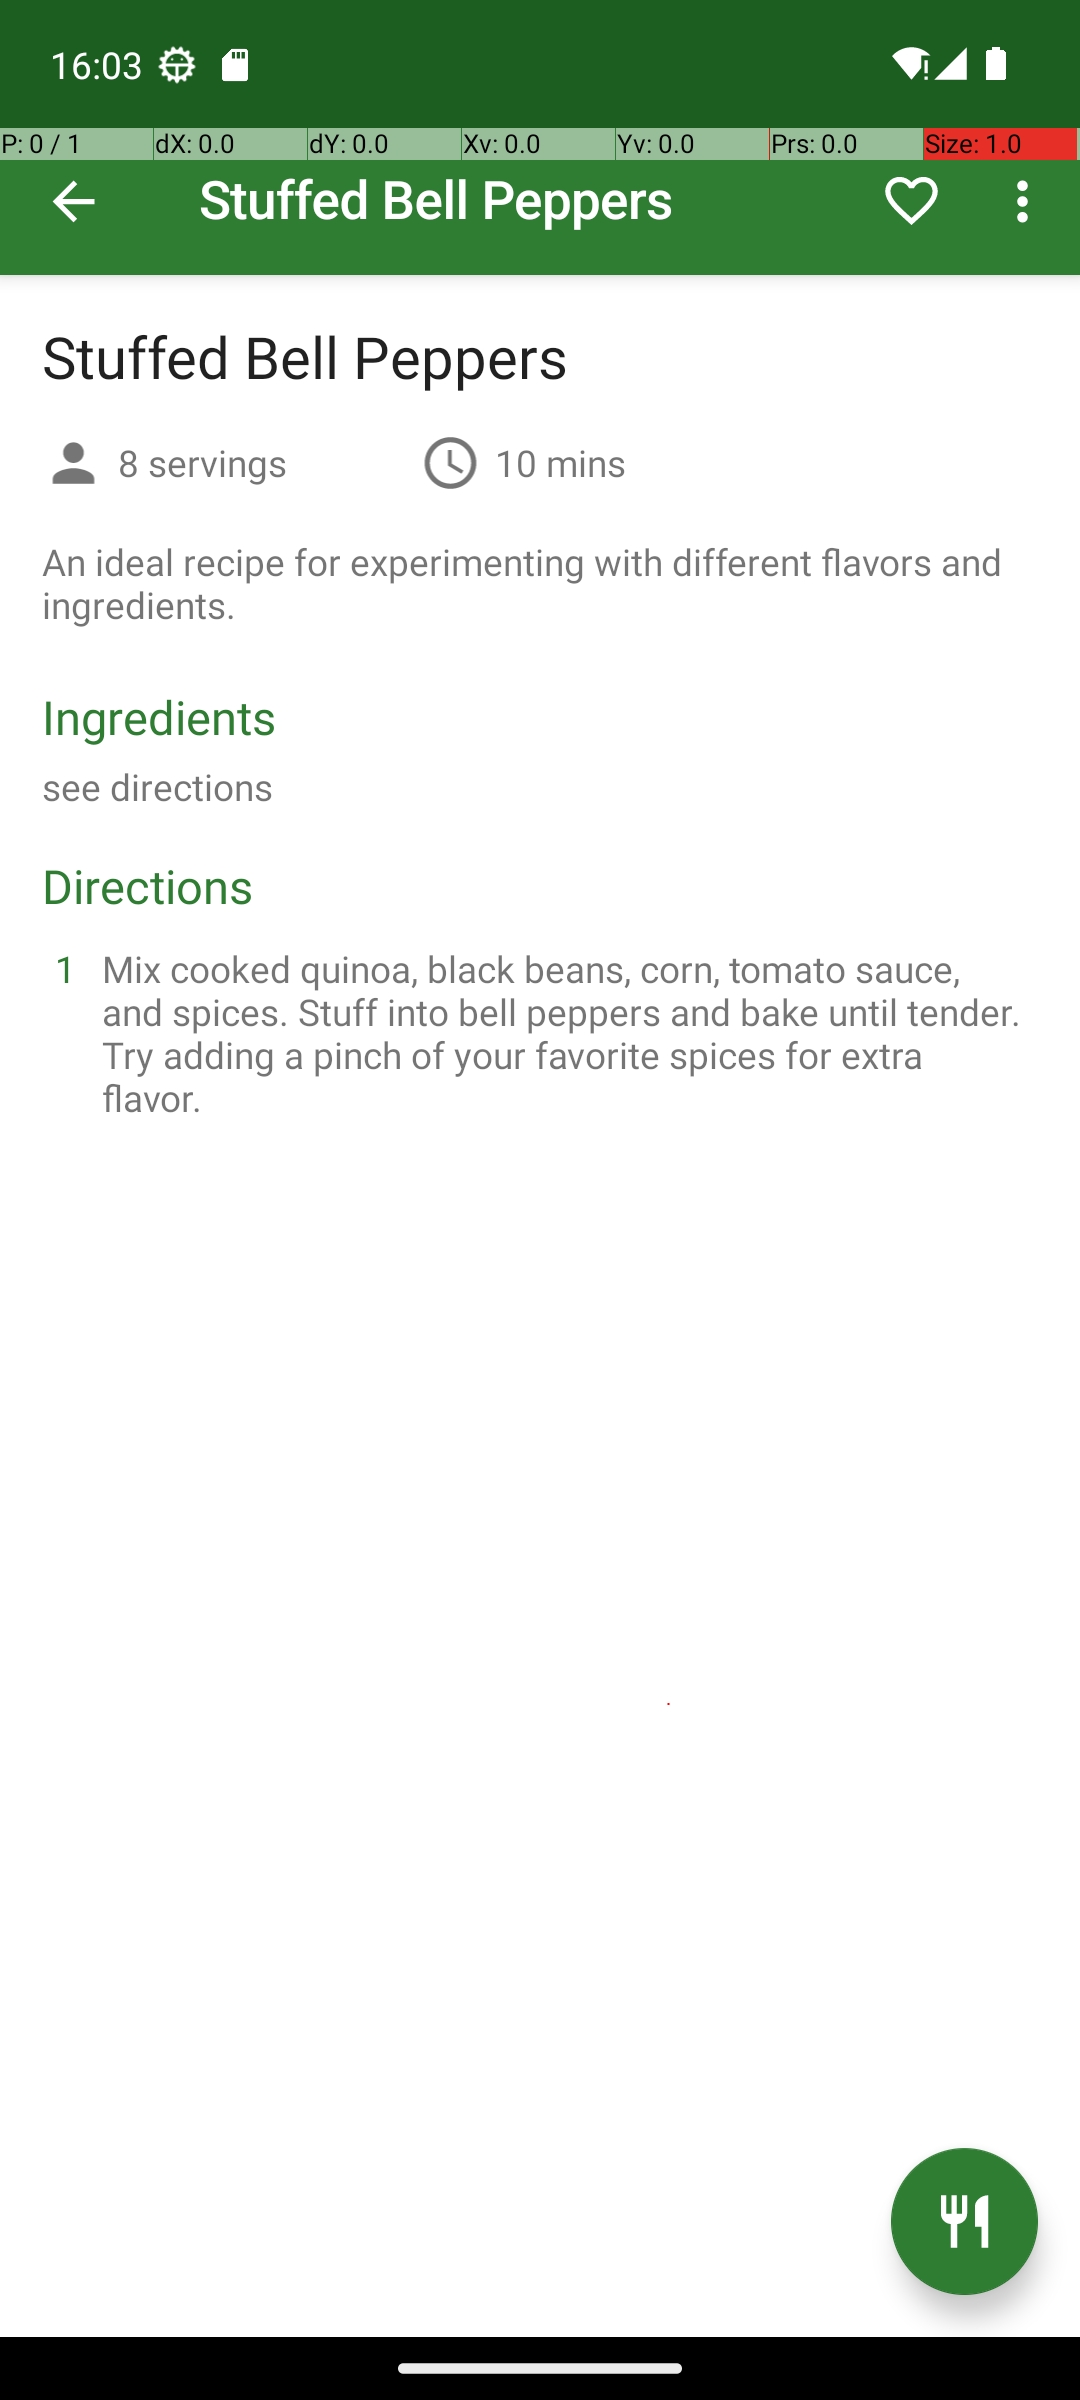 16:03
P: 0 / 1 dX: 0.0 dY: 0.0 Xv: 0.0 Yv: 0.0 Prs: 0.0 Size: 1.0
Stuffed Bell Peppers
Stuffed Bell Peppers
8 servings 10 mins
An ideal recipe for experimenting with different flavors and
ingredients.
Ingredients
see directions
Directions
1 Mix cooked quinoa, black beans, corn, tomato sauce,
and spices. Stuff into bell peppers and bake until tender.
Try adding a pinch of your favorite spices for extra
flavor.